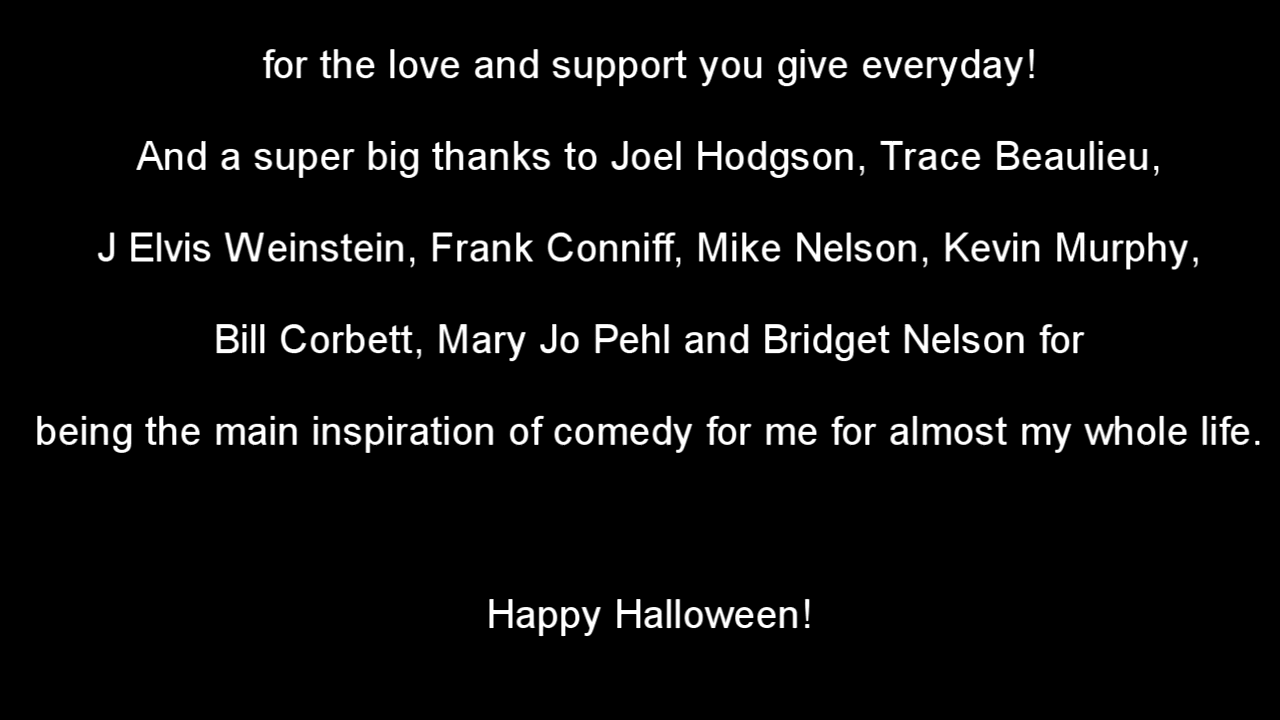 for the love and support you give everyday!
And a super big thanks to Joel Hodgson, Trace Beaulieu,
J Elvis Weinstein, Frank Conniff, Mike Nelson, Kevin Murphy,
Bill Corbett, Mary Jo Pehl and Bridget Nelson for
being the main inspiration of comedy for me for almost my whole life.
Happy Halloween!